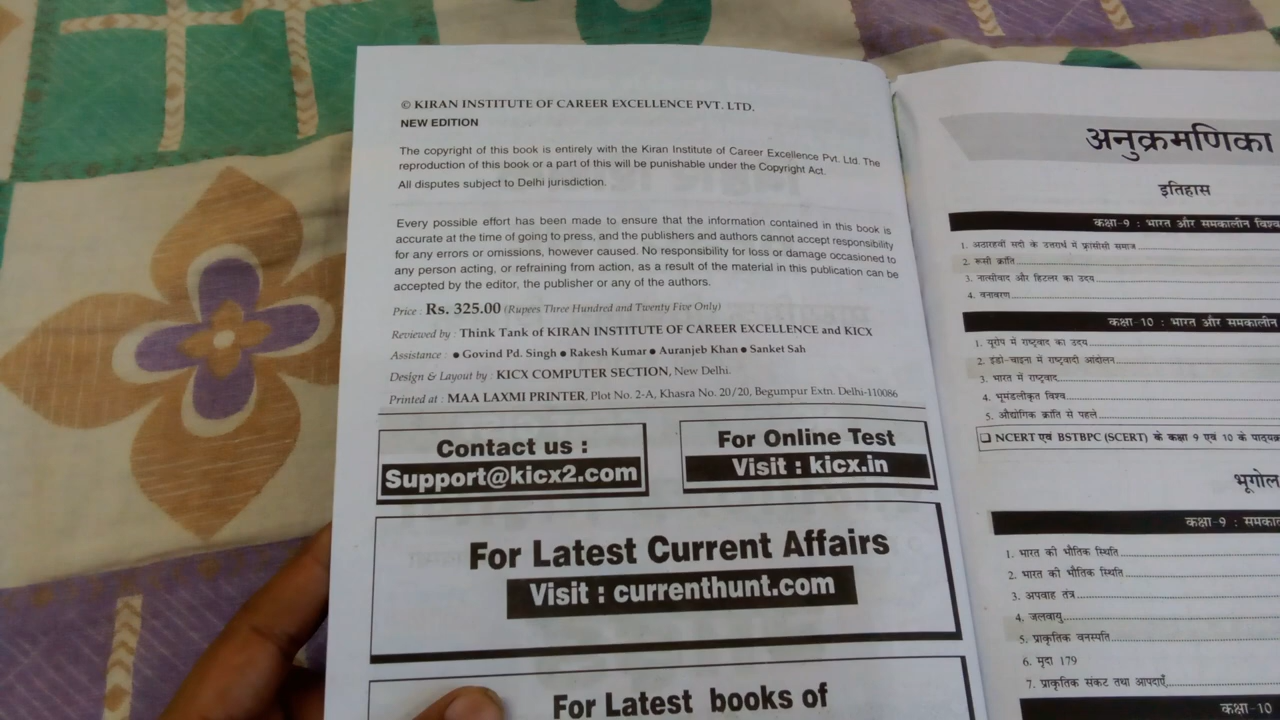 © KIRAN INSTITUTE OF CAREER EXCELLENCE PVT. LTD.
NEW EDITION
The copyright of this book is entirely with the Kiran Institute of Career Excellence Pvt. Ltd. The
reproduction of this book or a part of this will be punishable under the Copyright Act.
All disputes subject to Delhi jurisdiction.
Every possible effort has been made to ensure that the information contained in this book is
accurate at the time of going to press, and the publishers and authors cannot accept responsibility
for any errors or omissions, however caused. No responsibility for loss or damage occasioned to
any person acting, or refraining from action, as a result of the material in this publication can be
accepted by the editor, the publisher or any of the authors.
Price : Rs. 325.00 (Rupees Three Hundred and Twenty Five Only)
Reviewed by : Think Tank of KIRAN INSTITUTE OF CAREER EXCELLENCE and KICX
Assistance : ● Govind Pd. Singh ● Rakesh Kumar ● Auranjeb Khan ● Sanket Sah
Design & Layout by : KICX COMPUTER SECTION, New Delhi.
Printed at : MAA LAXMI PRINTER, Plot No. 2-A, Khasra No. 20/20, Begumpur Extn. Delhi-110086
Contact us :
Support@kicx2.com
For Online Test
Visit : kicx.in
For Latest Current Affairs
Visit : currenthunt.com
For Latest books of
अनुक्रमणिका
इतिहास
कक्षा-9 : भारत और समकालीन विश्व
1. अठारहवीं सदी के उत्तरार्ध में फ्रांसीसी समाज
2. रूसी क्रांति
3. नात्सीवाद और हिटलर का उदय
4. वनावरण
कक्षा-10 : भारत और समकालीन
1. यूरोप में राष्ट्रवाद का उदय
2. इंडो-चाइना में राष्ट्रवादी आंदोलन
3. भारत में राष्ट्रवाद
4. भूमंडलीकृत विश्व
5. औद्योगिक क्रांति से पहले
❑ NCERT एवं BSTBPC (SCERT) के कक्षा 9 एवं 10 के पाठ्यक्र
भूगोल
कक्षा-9 : समका
1. भारत की भौतिक स्थिति
2. भारत की भौतिक स्थिति
3. अपवाह तंत्र
4. जलवायु
5. प्राकृतिक वनस्पति
6. मृदा 179
7. प्राकृतिक संकट तथा आपदाएँ
कक्षा-10